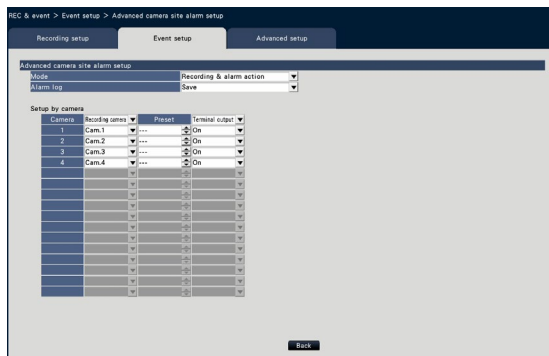 REC & event > Event setup > Advanced camera site alarm setup
Recording setup Event setup Advanced setup
Advanced camera site alarm setup
Mode Recording & alarm action
Alarm log Save
Setup by camera
Camera Recording camera Preset Terminal output
1 Cam.1 --- On
2 Cam.2 --- On
3 Cam.3 --- On
4 Cam.4 --- On
Back